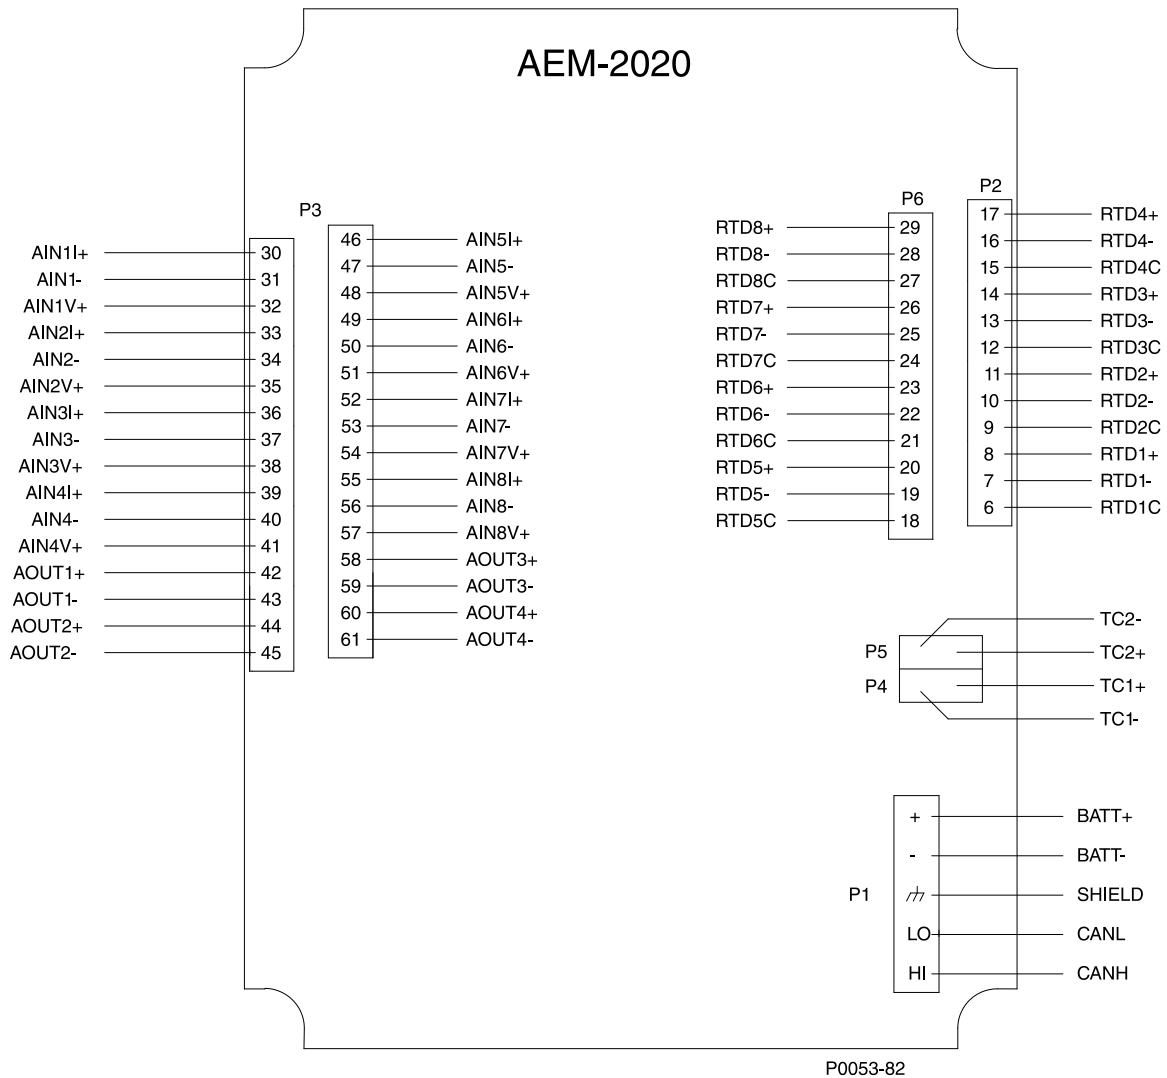 AEM-2020
P3
AIN1I+ 30
AIN1- 31
AIN1V+ 32
AIN2I+ 33
AIN2- 34
AIN2V+ 35
AIN3I+ 36
AIN3- 37
AIN3V+ 38
AIN4I+ 39
AIN4- 40
AIN4V+ 41
AOUT1+ 42
AOUT1- 43
AOUT2+ 44
AOUT2- 45
46 AIN5I+
47 AIN5-
48 AIN5V+
49 AIN6I+
50 AIN6-
51 AIN6V+
52 AIN7I+
53 AIN7-
54 AIN7V+
55 AIN8I+
56 AIN8-
57 AIN8V+
58 AOUT3+
59 AOUT3-
60 AOUT4+
61 AOUT4-
P6
RTD8+ 29
RTD8- 28
RTD8C 27
RTD7+ 26
RTD7- 25
RTD7C 24
RTD6+ 23
RTD6- 22
RTD6C 21
RTD5+ 20
RTD5- 19
RTD5C 18
P2
17 RTD4+
16 RTD4-
15 RTD4C
14 RTD3+
13 RTD3-
12 RTD3C
11 RTD2+
10 RTD2-
9 RTD2C
8 RTD1+
7 RTD1-
6 RTD1C
TC2-
P5 TC2+
P4 TC1+
TC1-
+ BATT+
- BATT-
P1 SHIELD
LO CANL
HI CANH
P0053-82